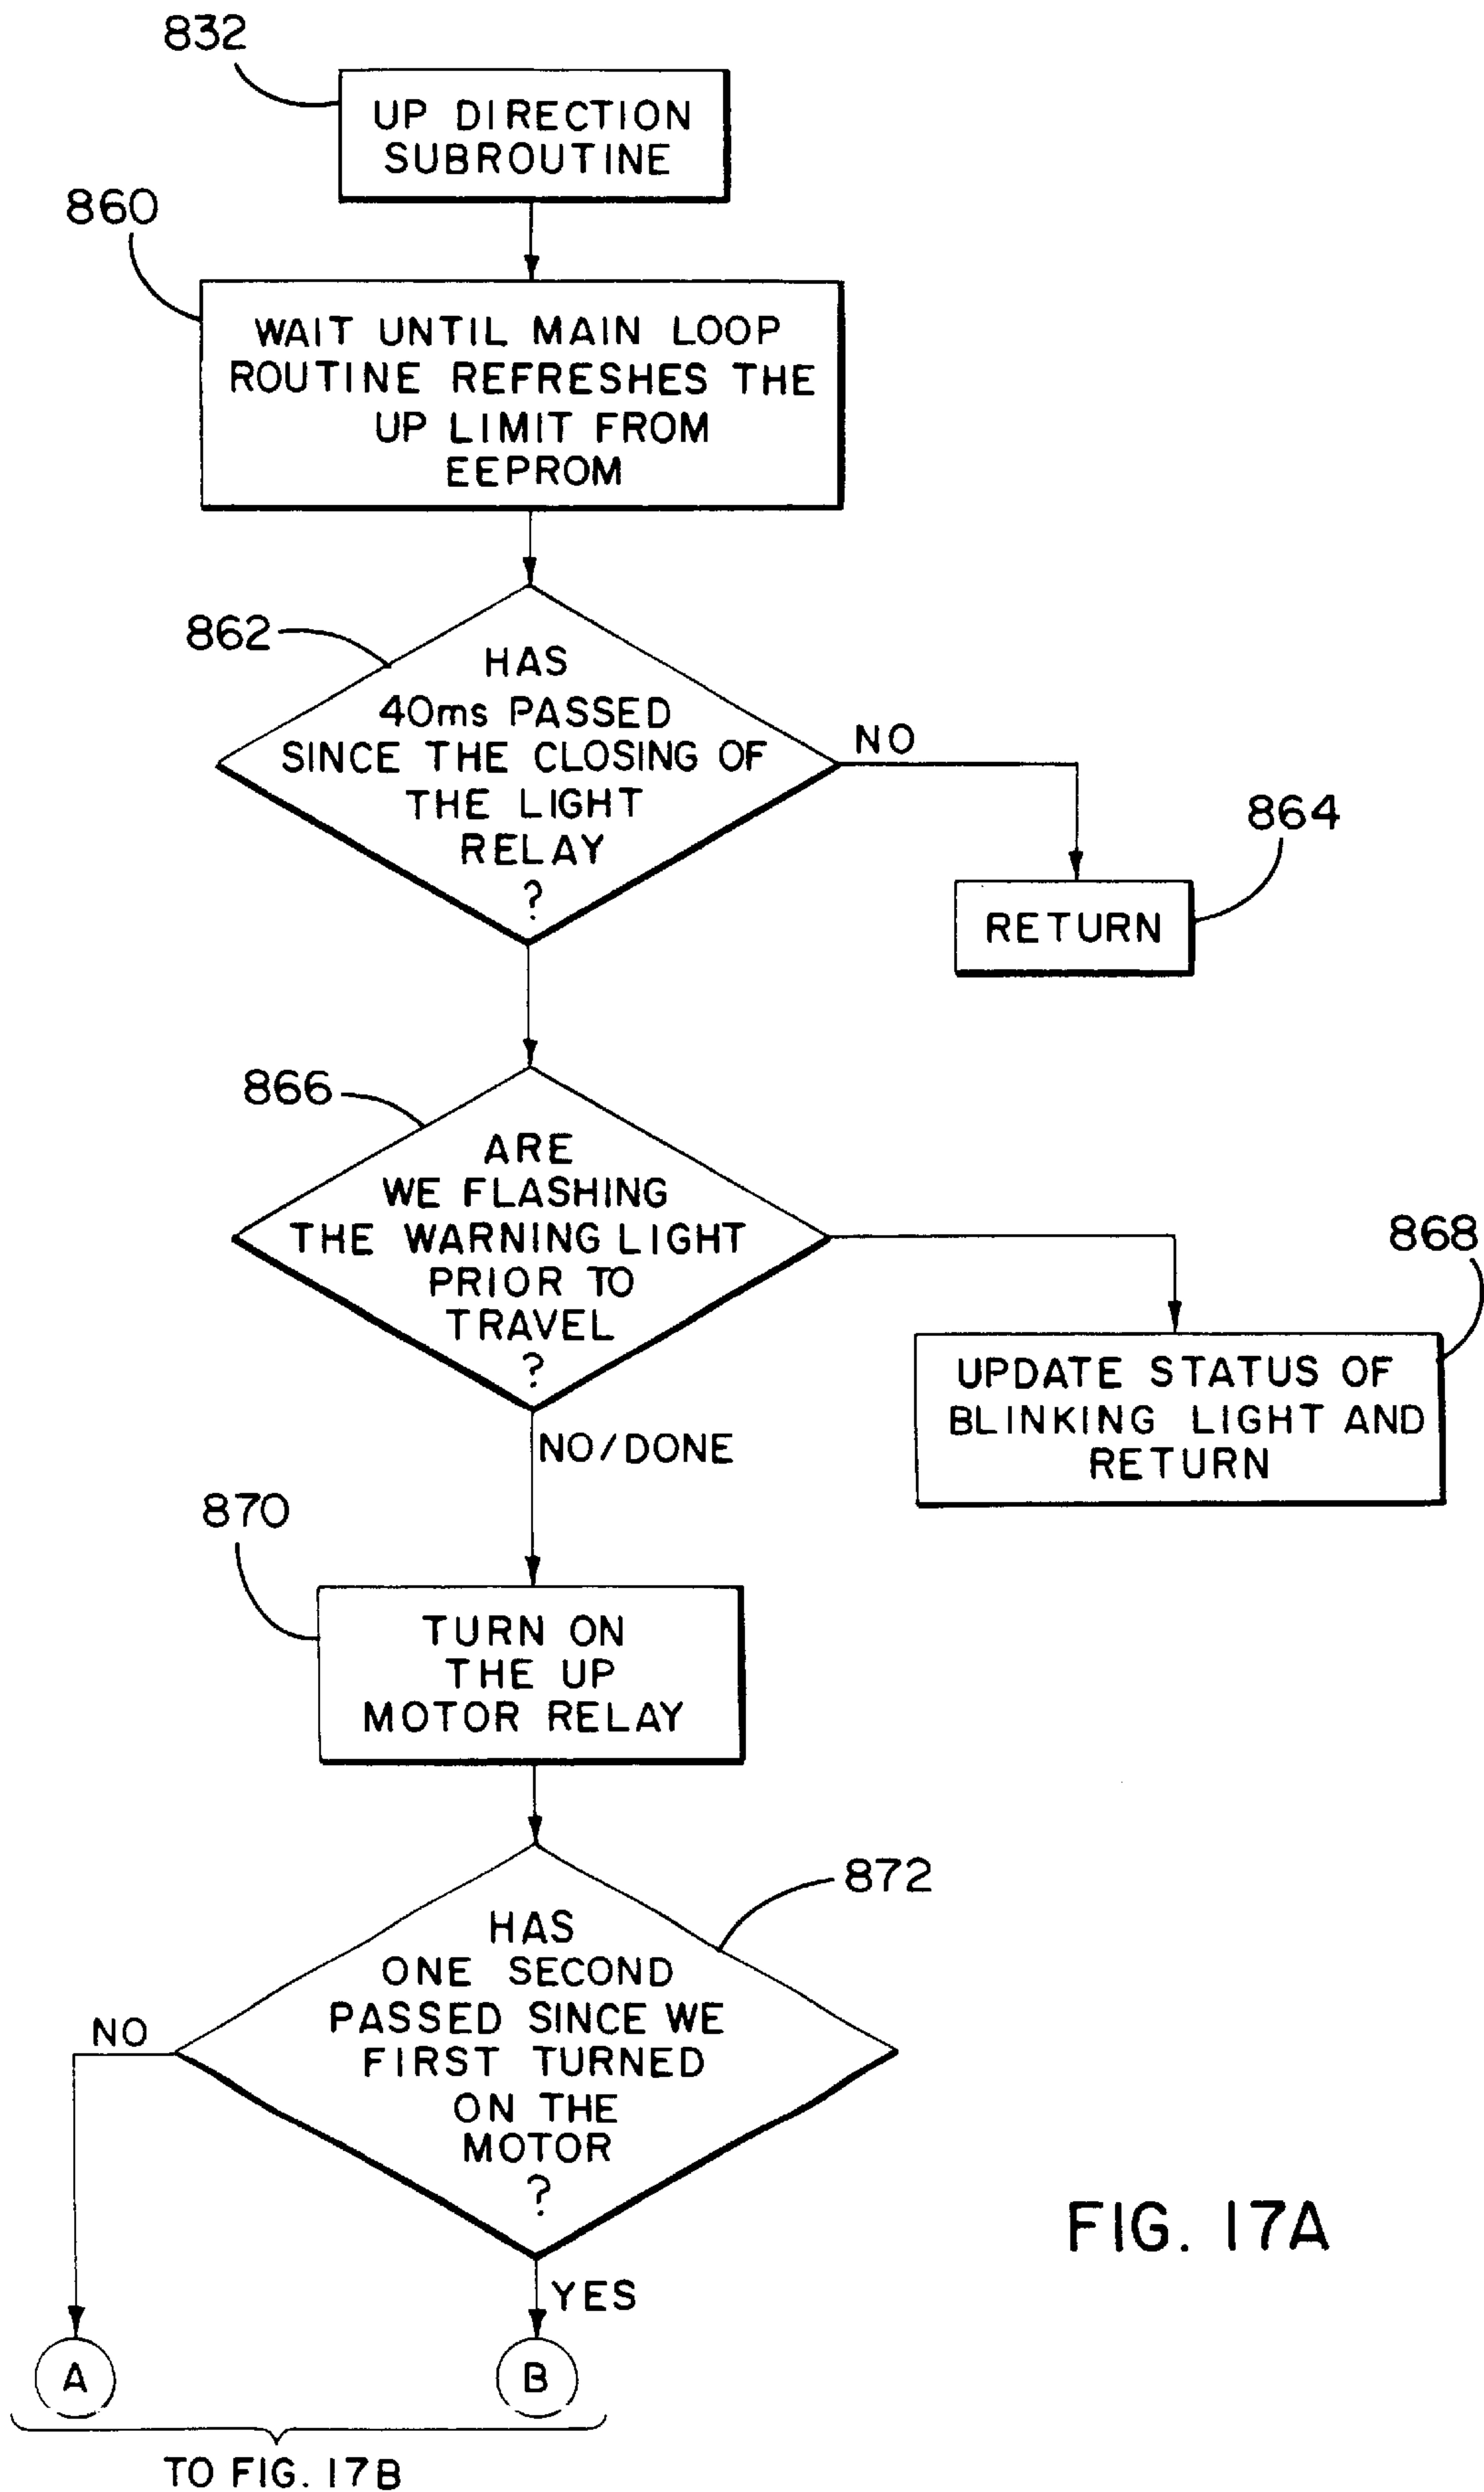 832
UP DIRECTION
SUBROUTINE
860
WAIT UNTIL MAIN LOOP
ROUTINE REFRESHES THE
UP LIMIT FROM
EEPROM
862
HAS
40ms PASSED
SINCE THE CLOSING OF
THE LIGHT
RELAY
?
NO
864
RETURN
866
ARE
WE FLASHING
THE WARNING LIGHT
PRIOR TO
TRAVEL
?
868
UPDATE STATUS OF
BLINKING LIGHT AND
RETURN
NO/DONE
870
TURN ON
THE UP
MOTOR RELAY
872
HAS
ONE SECOND
PASSED SINCE WE
FIRST TURNED
ON THE
MOTOR
?
NO
YES
A
B
TO FIG. 17B
FIG. 17A